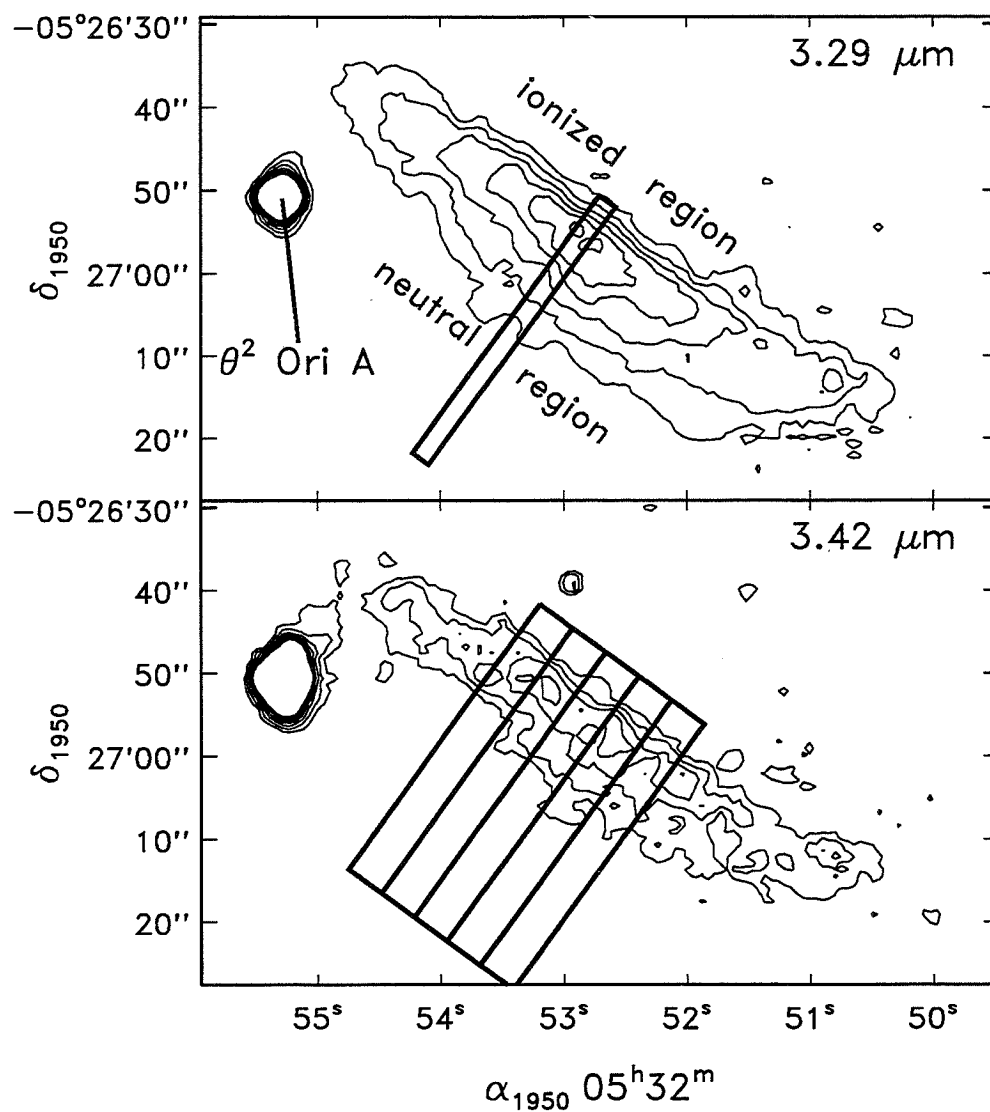 −05°26'30"
3.29 μm
40"
50"
27'00"
10"
20"
δ1950
ionized
region
neutral
region
θ² Ori A
−05°26'30"
3.42 μm
40"
50"
27'00"
10"
20"
δ1950
55ˢ 54ˢ 53ˢ 52ˢ 51ˢ 50ˢ
α1950 05ʰ32ᵐ